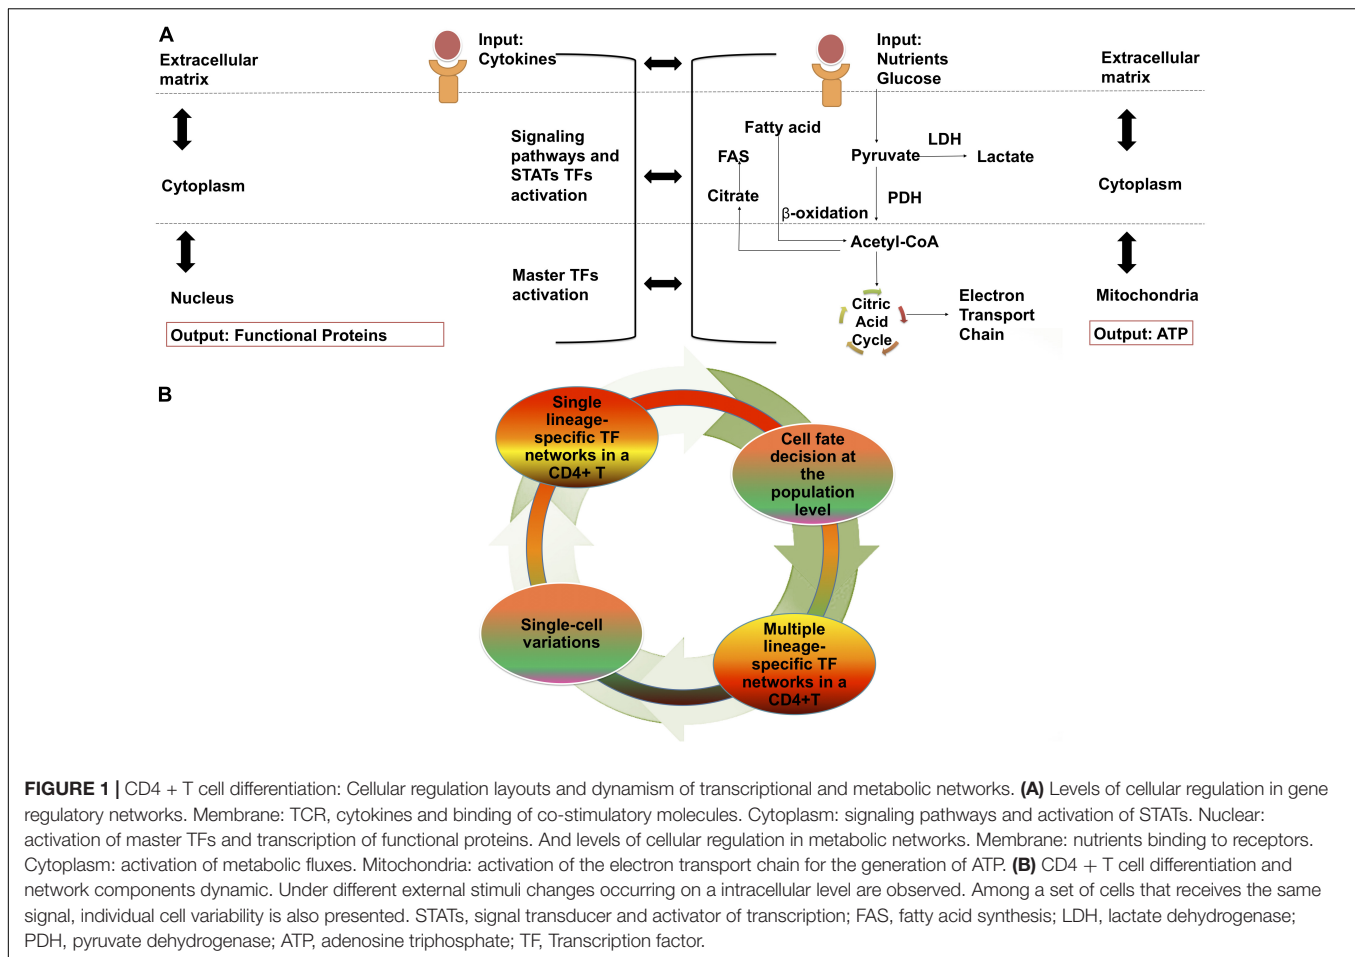 A
Extracellular
matrix
Input:
Cytokines
Input:
Nutrients
Glucose
Extracellular
matrix
Signaling
pathways and
STATs TFs
activation
Fatty acid
FAS
Citrate
Pyruvate
LDH
Lactate
PDH
β-oxidation
Cytoplasm
Cytoplasm
Acetyl-CoA
Master TFs
activation
Nucleus
Citric
Acid
Cycle
Electron
Transport
Chain
Mitochondria
Output: Functional Proteins
Output: ATP
B
Single
lineage-
specific TF
networks in a
CD4+ T
Cell fate
decision at
the
population
level
Single-cell
variations
Multiple
lineage-
specific TF
networks in a
CD4+T
FIGURE 1 | CD4 + T cell differentiation: Cellular regulation layouts and dynamism of transcriptional and metabolic networks. (A) Levels of cellular regulation in gene
regulatory networks. Membrane: TCR, cytokines and binding of co-stimulatory molecules. Cytoplasm: signaling pathways and activation of STATs. Nuclear:
activation of master TFs and transcription of functional proteins. And levels of cellular regulation in metabolic networks. Membrane: nutrients binding to receptors.
Cytoplasm: activation of metabolic fluxes. Mitochondria: activation of the electron transport chain for the generation of ATP. (B) CD4 + T cell differentiation and
network components dynamic. Under different external stimuli changes occurring on a intracellular level are observed. Among a set of cells that receives the same
signal, individual cell variability is also presented. STATs, signal transducer and activator of transcription; FAS, fatty acid synthesis; LDH, lactate dehydrogenase;
PDH, pyruvate dehydrogenase; ATP, adenosine triphosphate; TF, Transcription factor.